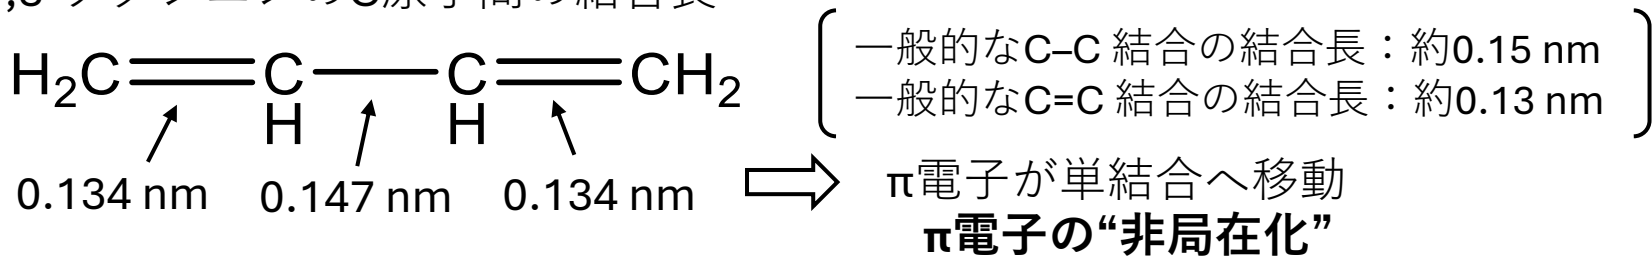 H₂C=C–C=CH₂
H H
0.134 nm 0.147 nm 0.134 nm
一般的なC–C 結合の結合長：約0.15 nm
一般的なC=C 結合の結合長：約0.13 nm
π電子が単結合へ移動
π電子の“非局在化”